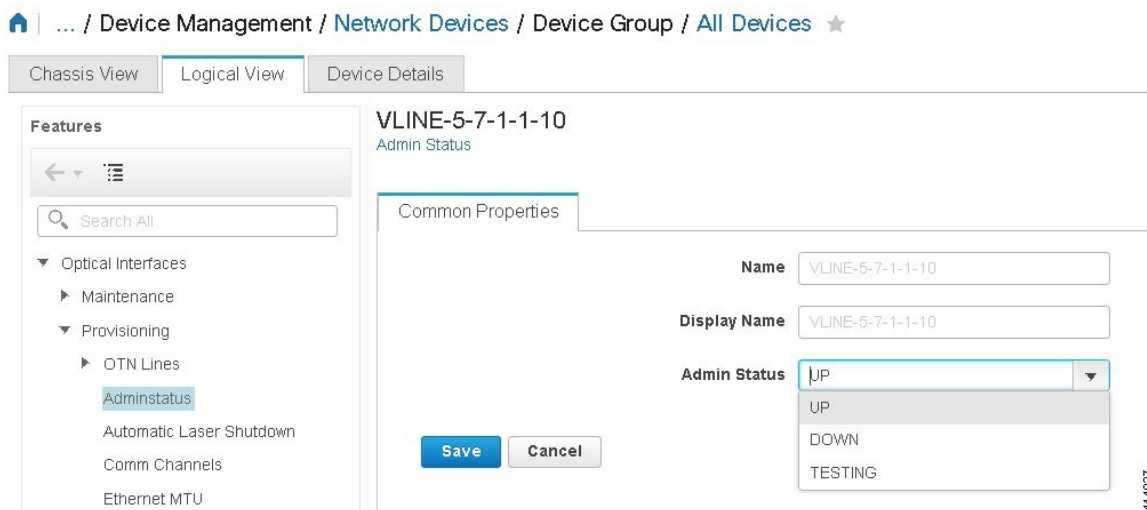 ... / Device Management / Network Devices / Device Group / All Devices
Chassis View
Logical View
Device Details
Features
Search All
Optical Interfaces
Maintenance
Provisioning
OTN Lines
Adminstatus
Automatic Laser Shutdown
Comm Channels
Ethernet MTU
VLINE-5-7-1-1-10
Admin Status
Common Properties
Name VLINE-5-7-1-1-10
Display Name VLINE-5-7-1-1-10
Admin Status UP
UP
DOWN
TESTING
Save Cancel